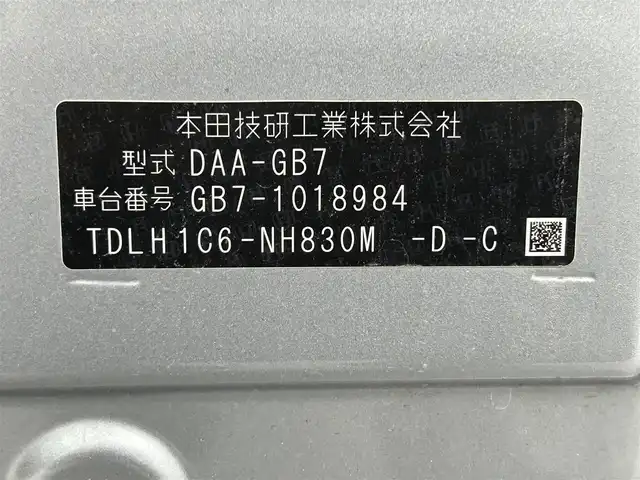 本田技研工業株式会社
型式 DAA-GB7
車台番号 GB7-1018984
TDLH1C6-NH830M -D-C